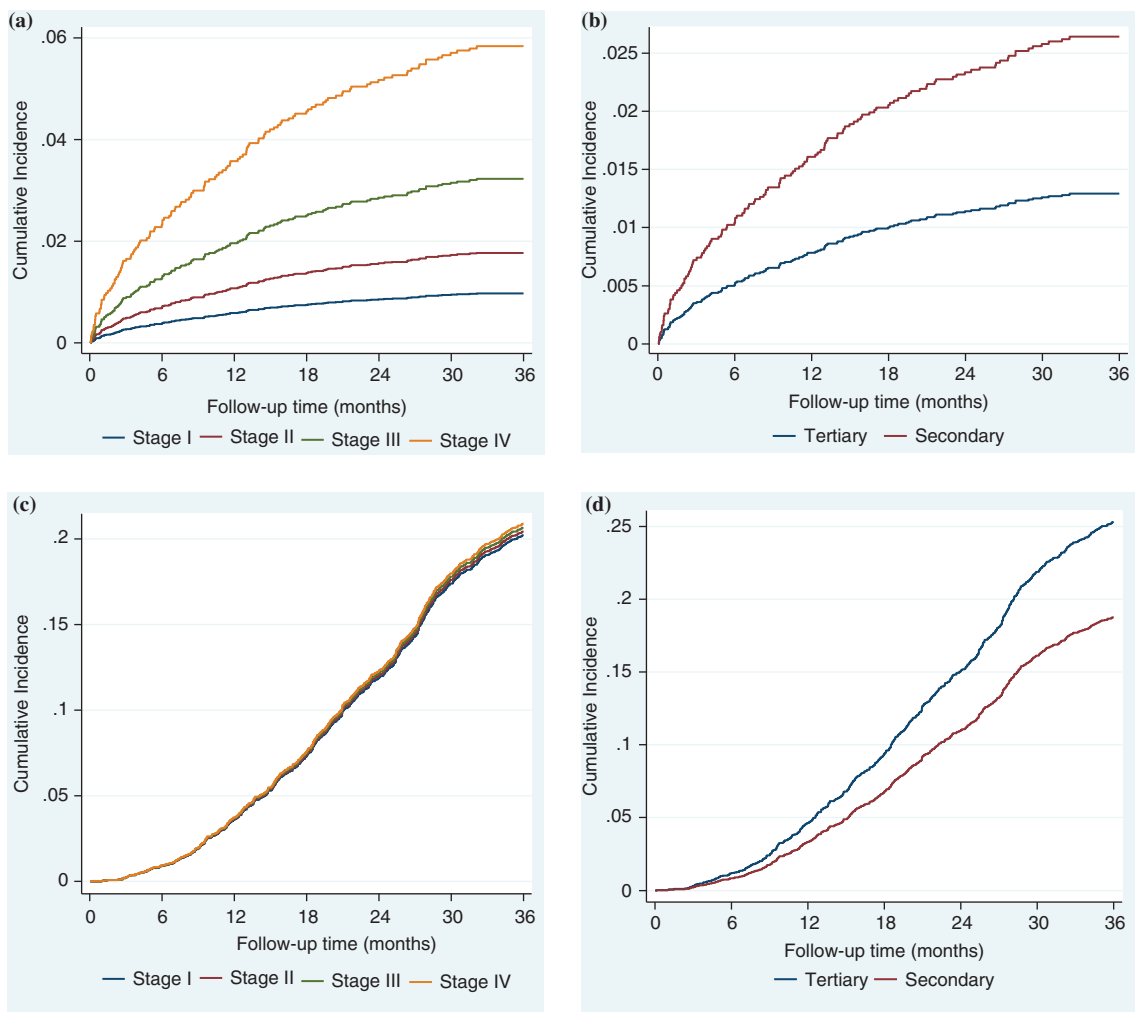 (a)
.06
.04
.02
0
Cumulative Incidence
0 6 12 18 24 30 36
Follow-up time (months)
Stage I Stage II Stage III Stage IV
(b)
.025
.02
.015
.01
.005
0
Cumulative Incidence
0 6 12 18 24 30 36
Follow-up time (months)
Tertiary Secondary
(c)
.2
.15
.1
.05
0
Cumulative Incidence
0 6 12 18 24 30 36
Follow-up time (months)
Stage I Stage II Stage III Stage IV
(d)
.25
.2
.15
.1
.05
0
Cumulative Incidence
0 6 12 18 24 30 36
Follow-up time (months)
Tertiary Secondary